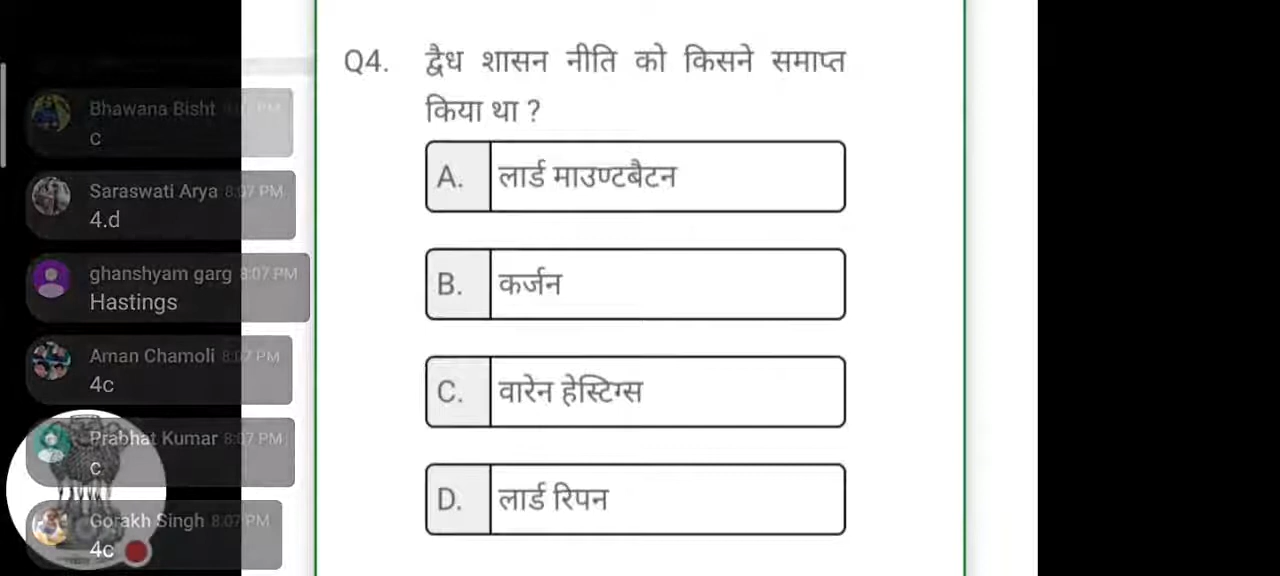 Bhawana Bisht
C
Saraswati Arya 8:07 PM
4.d
ghanshyam garg 8:07 PM
Hastings
Aman Chamoli 8:07 PM
4c
Prabhat Kumar 8:07 PM
C
Gorakh Singh 8:07 PM
4c
Q4. द्वैध शासन नीति को किसने समाप्त
किया था ?
A. लार्ड माउण्टबैटन
B. कर्जन
C. वारेन हेस्टिग्स
D. लार्ड रिपन